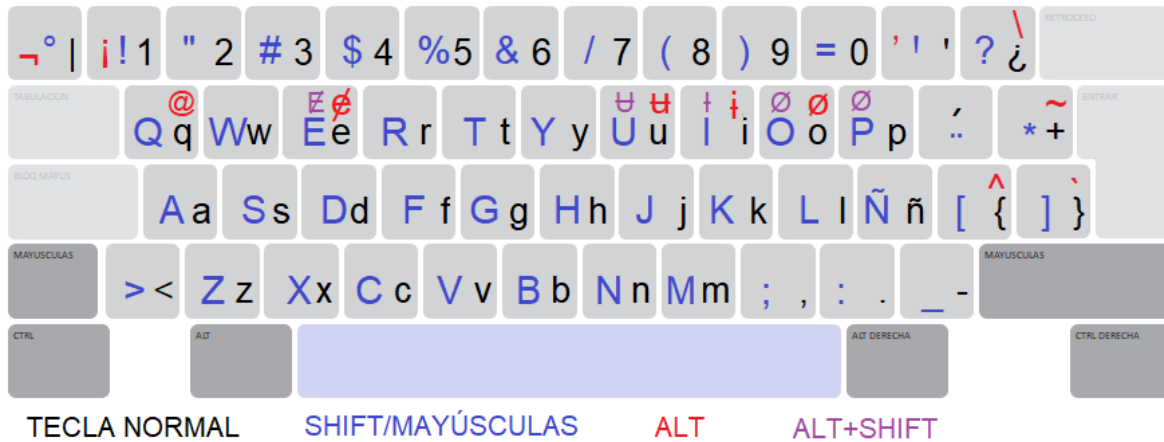 ¬ ° | ¡ ! 1 " 2 # 3 $ 4 % 5 & 6 / 7 ( 8 ) 9 = 0 ' ! ' ? \ ¿ RETROCESO
TABULACION Q @ q W w Ɇ E ɇ e R r T t Y y Ʉ U ʉ u Ɨ I ɨ i Ø O ø o Ø P p ´ ¨ * ~ + ENTRAR
BLOQ MAYUS A a S s D d F f G g H h J j K k L l Ñ ñ [ ^ { ] ` }
MAYUSCULAS > < Z z X x C c V v B b N n M m ; , : . _ - MAYUSCULAS
CTRL ALT ALT DERECHA CTRL DERECHA
TECLA NORMAL SHIFT/MAYÚSCULAS ALT ALT+SHIFT